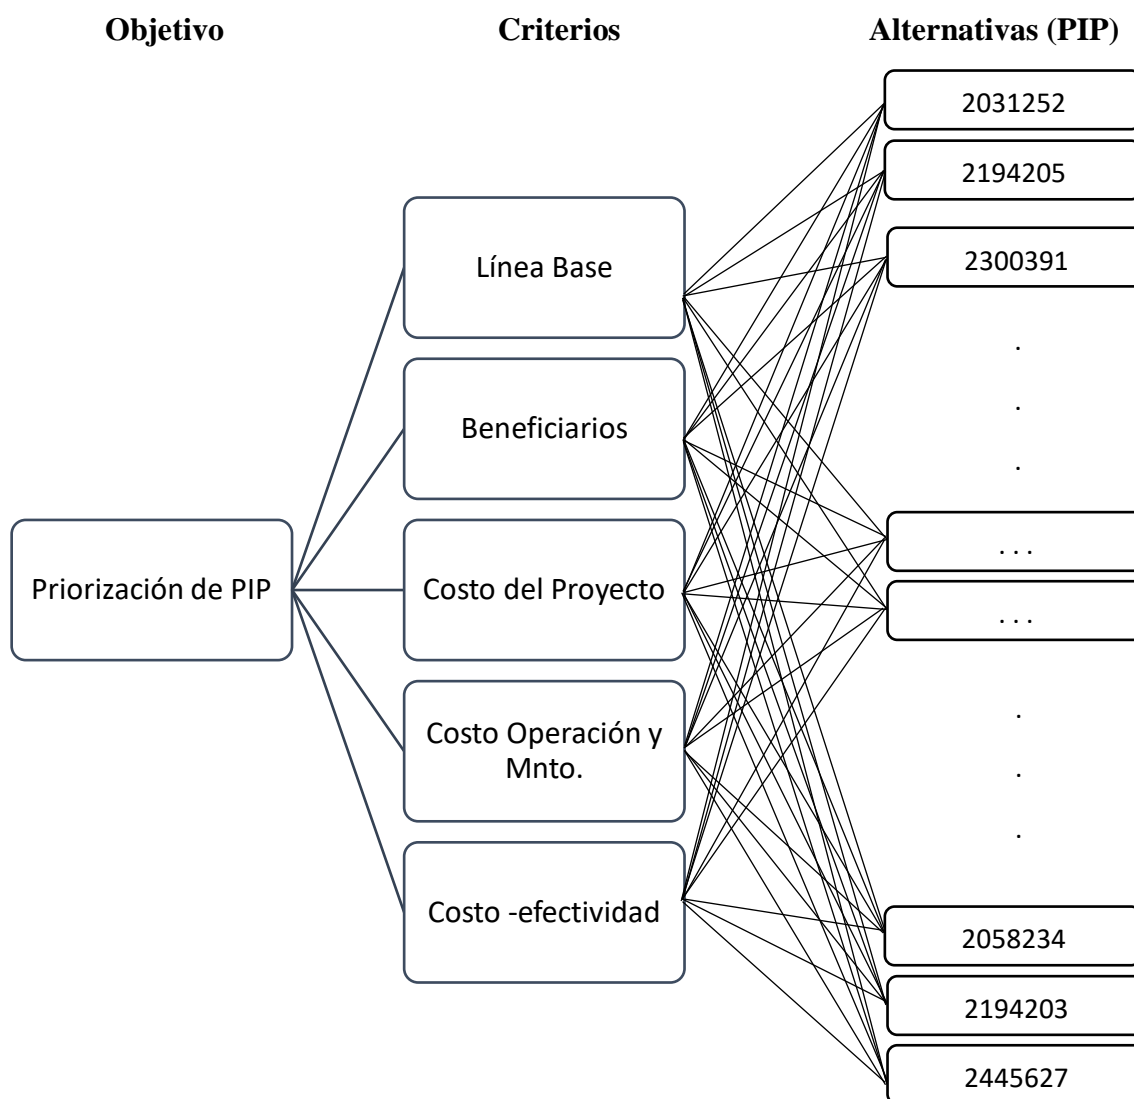 Objetivo
Criterios
Alternativas (PIP)
Priorización de PIP
Línea Base
Beneficiarios
Costo del Proyecto
Costo Operación y
Mnto.
Costo -efectividad
2031252
2194205
2300391
.
.
.
. . .
. . .
.
.
.
2058234
2194203
2445627